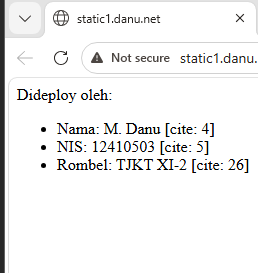 static1.danu.net
Not secure
static1.danu.
Dideploy oleh:
Nama: M. Danu [cite: 4]
NIS: 12410503 [cite: 5]
Rombel: TJKT XI-2 [cite: 26]